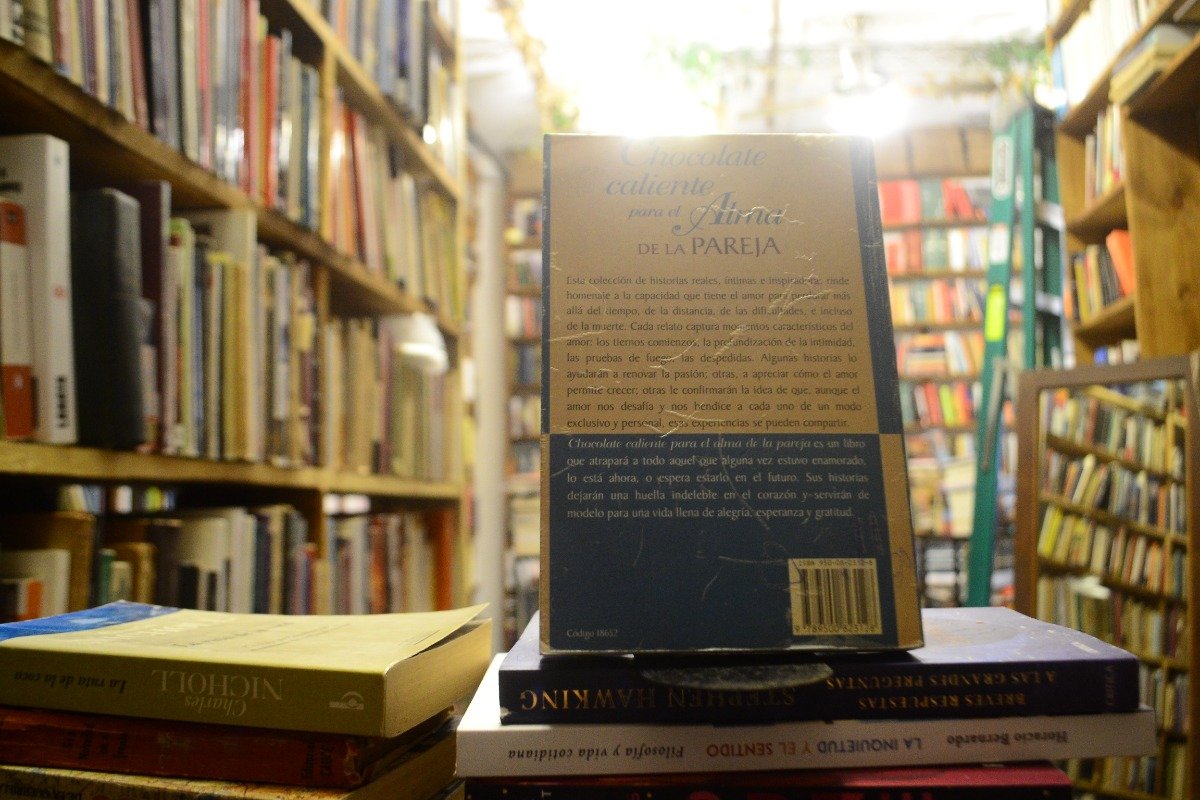 Chocolate
caliente
para el Alma
DE LA PAREJA
Esta colección de historias reales, íntimas e inspiradoras, rinde
homenaje a la capacidad que tiene el amor para perdurar más
allá del tiempo, de la distancia, de las dificultades, e incluso
de la muerte. Cada relato captura momentos característicos del
amor: los tiernos comienzos, la profundización de la intimidad,
las pruebas de fuego, las despedidas. Algunas historias lo
ayudarán a renovar la pasión; otras, a apreciar cómo el amor
permite crecer; otras le confirmarán la idea de que, aunque el
amor nos desafía y nos bendice a cada uno de un modo
exclusivo y personal, esas experiencias se pueden compartir.
Chocolate caliente para el alma de la pareja es un libro
que atrapará a todo aquel que alguna vez estuvo enamorado,
lo está ahora, o espera estarlo en el futuro. Sus historias
dejarán una huella indeleble en el corazón y servirán de
modelo para una vida llena de alegría, esperanza y gratitud.
Código 18652
Charles
NICHOLL
La ruta de la coca
STEPHEN HAWKING
BREVES RESPUESTAS
A LAS GRANDES PREGUNTAS
CRÍTICA
Horacio Bernardo
LA INQUIETUD Y EL SENTIDO
Filosofía y vida cotidiana